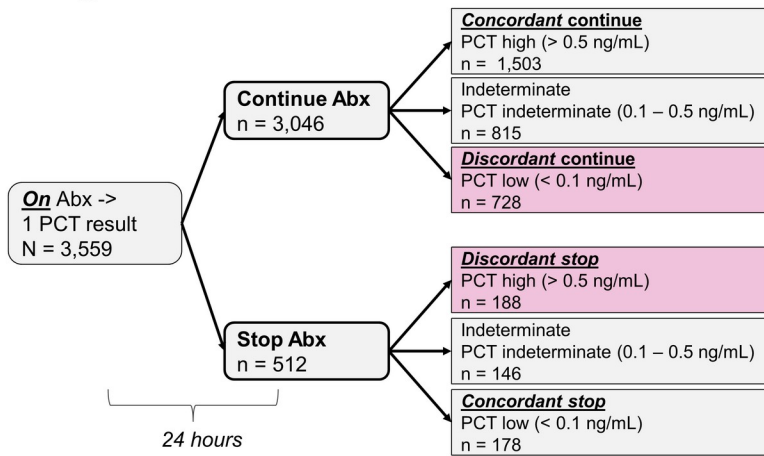 On Abx ->
1 PCT result
N = 3,559
Continue Abx
n = 3,046
Stop Abx
n = 512
Concordant continue
PCT high (> 0.5 ng/mL)
n =  1,503
Indeterminate
PCT indeterminate (0.1 – 0.5 ng/mL)
n = 815
Discordant continue
PCT low (< 0.1 ng/mL)
n = 728
Discordant stop
PCT high (> 0.5 ng/mL)
n = 188
Indeterminate
PCT indeterminate (0.1 – 0.5 ng/mL)
n = 146
Concordant stop
PCT low (< 0.1 ng/mL)
n = 178
24 hours